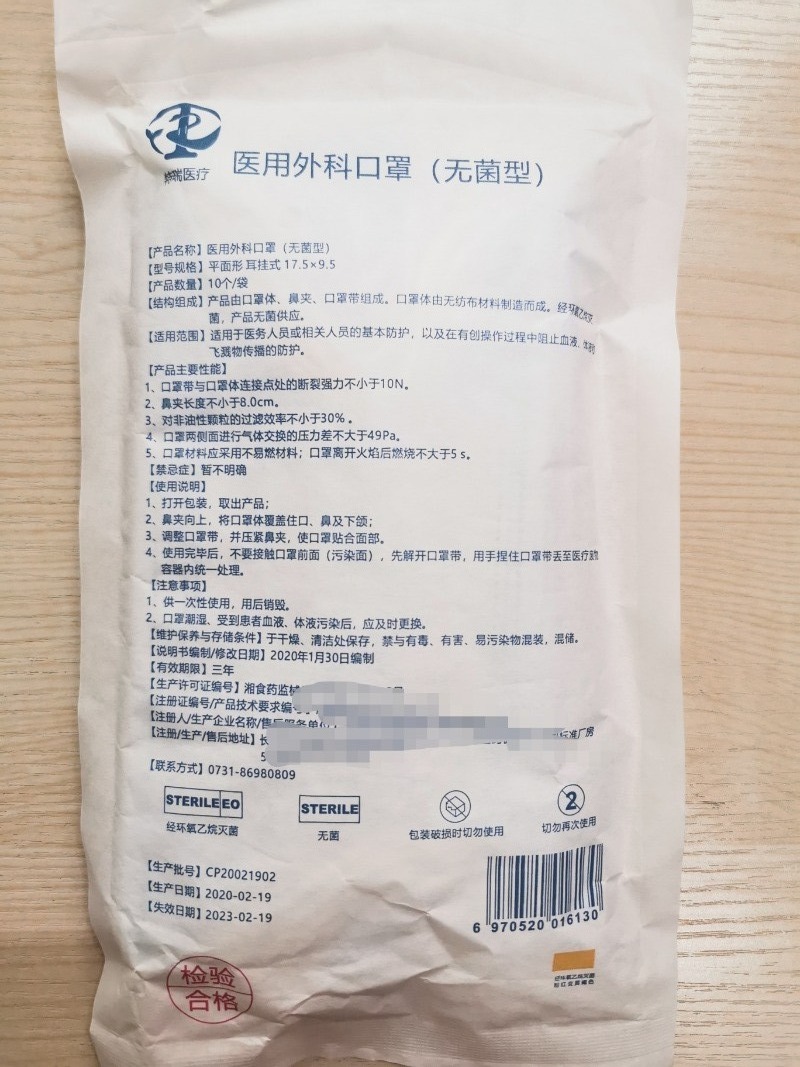 瑞医疗
医用外科口罩（无菌型）
【产品名称】医用外科口罩（无菌型）
【型号规格】平面形 耳挂式 17.5×9.5
【产品数量】10个/袋
【结构组成】产品由口罩体、鼻夹、口罩带组成。口罩体由无纺布材料制造而成。经环氧乙烷灭
菌，产品无菌供应。
【适用范围】适用于医务人员或相关人员的基本防护，以及在有创操作过程中阻止血液、体液和
飞溅物传播的防护。
【产品主要性能】
1、口罩带与口罩体连接点处的断裂强力不小于10N。
2、鼻夹长度不小于8.0cm。
3、对非油性颗粒的过滤效率不小于30%。
4、口罩两侧面进行气体交换的压力差不大于49Pa。
5、口罩材料应采用不易燃材料；口罩离开火焰后燃烧不大于5 s。
【禁忌症】暂不明确
【使用说明】
1、打开包装，取出产品；
2、鼻夹向上，将口罩体覆盖住口、鼻及下颌；
3、调整口罩带，并压紧鼻夹，使口罩贴合面部。
4、使用完毕后，不要接触口罩前面（污染面），先解开口罩带，用手捏住口罩带丢至医疗废物
容器内统一处理。
【注意事项】
1、供一次性使用，用后销毁。
2、口罩潮湿、受到患者血液、体液污染后，应及时更换。
【维护保养与存储条件】于干燥、清洁处保存，禁与有毒、有害、易污染物混装，混储。
【说明书编制/修改日期】2020年1月30日编制
【有效期限】三年
【生产许可证编号】湘食药监械
【注册证编号/产品技术要求编号
【注册人/生产企业名称/售后服务单位
【注册/生产/售后地址】长 标准厂房
5
【联系方式】0731-86980809
STERILE EO
STERILE
2
经环氧乙烷灭菌
无菌
包装破损时切勿使用
切勿再次使用
【生产批号】CP20021902
【生产日期】2020-02-19
【失效日期】2023-02-19
6 970520 016130
检验
合格
经环氧乙烷灭菌